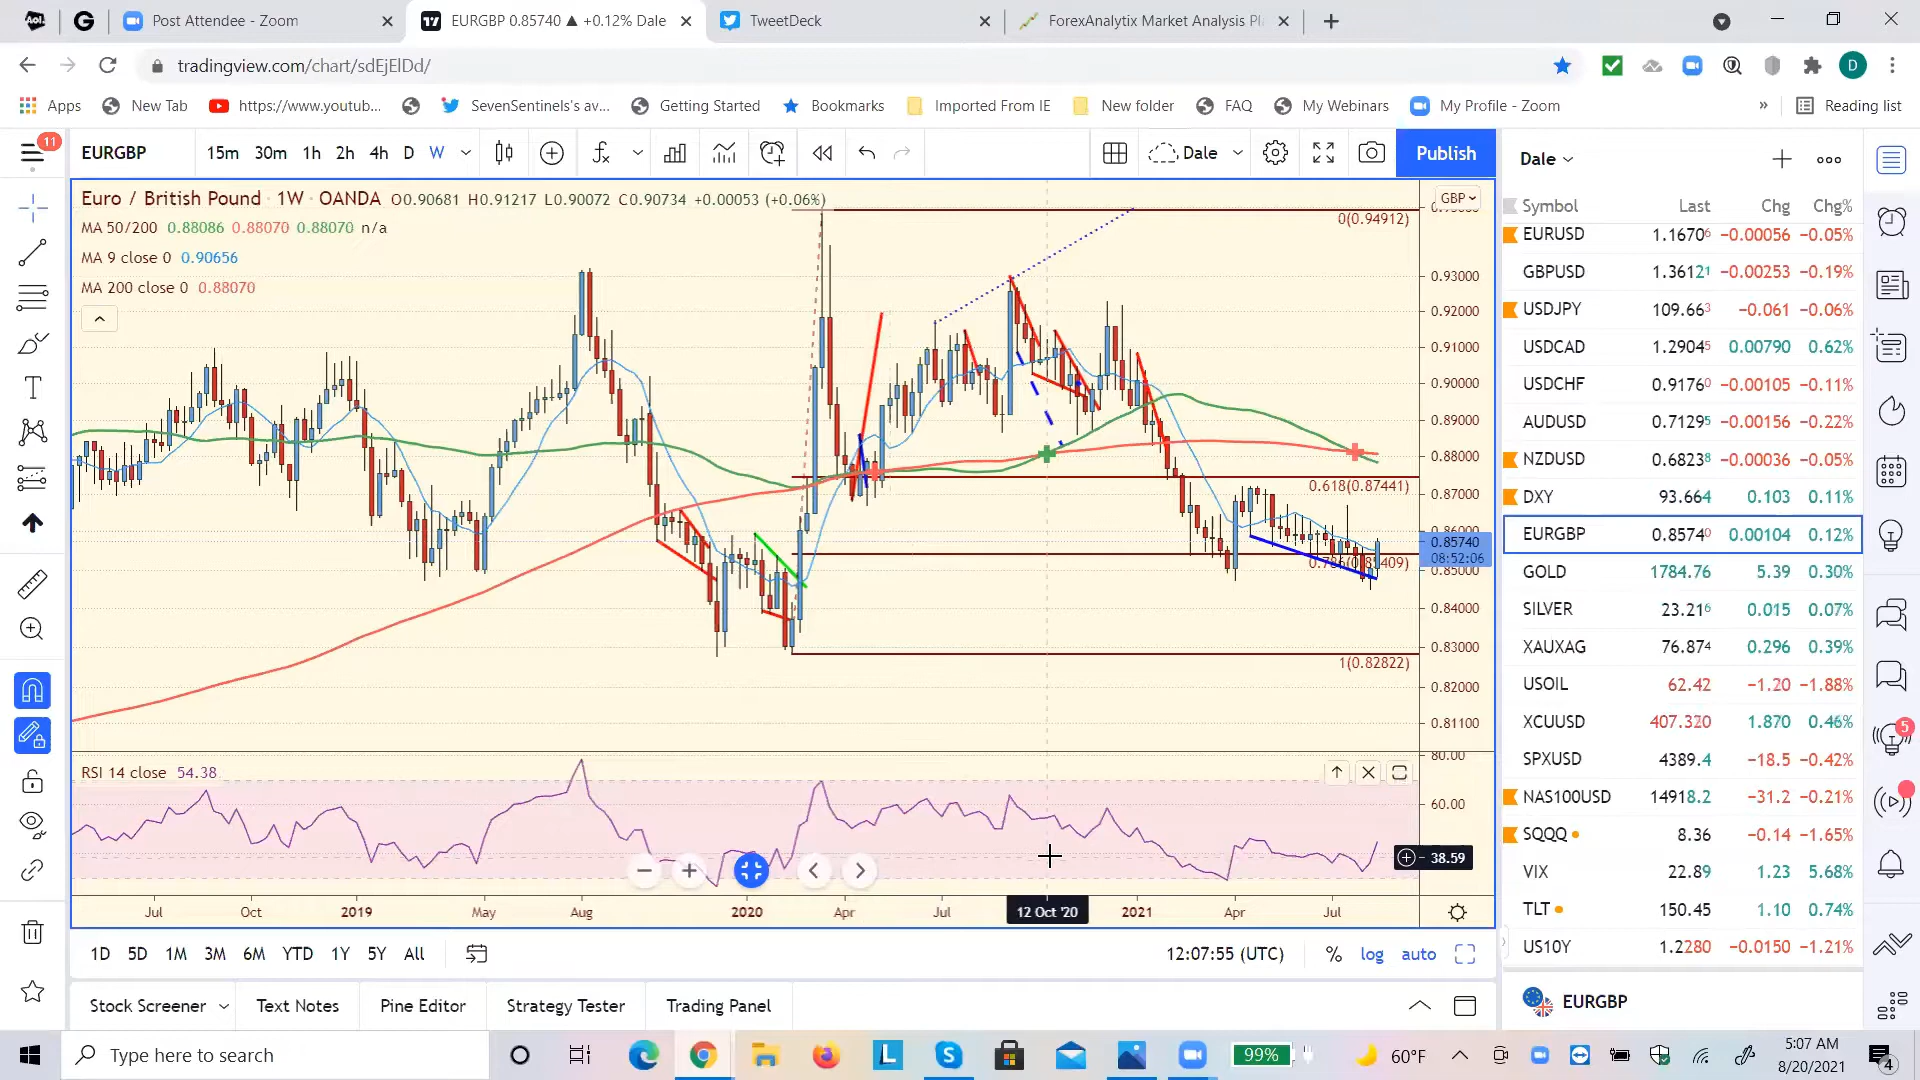 Aol.
G
Post Attendee - Zoom
EURGBP 0.85740 ▲ +0.12% Dale
TweetDeck
ForexAnalytix Market Analysis Pl
tradingview.com/chart/sdEjElDd/
D
Apps
New Tab
https://www.youtub...
SevenSentinels's av...
Getting Started
Bookmarks
Imported From IE
New folder
FAQ
My Webinars
My Profile - Zoom
»
Reading list
11
EURGBP
15m 30m 1h 2h 4h D W
Dale
Publish
Euro / British Pound · 1W · OANDA O0.90681 H0.91217 L0.90072 C0.90734 +0.00053 (+0.06%)
MA 50/200 0.88086 0.88070 0.88070 n/a
MA 9 close 0 0.90656
MA 200 close 0 0.88070
GBP
0(0.94912)
0.618(0.87441)
0.786(0.85409)
1(0.82822)
0.93000
0.92000
0.91000
0.90000
0.89000
0.88000
0.87000
0.86000
0.85740
08:52:06
0.85000
0.84000
0.83000
0.82000
0.81100
RSI 14 close 54.38
80.00
60.00
38.59
Jul Oct 2019 May Aug 2020 Apr Jul 12 Oct '20 2021 Apr Jul
1D 5D 1M 3M 6M YTD 1Y 5Y All
12:07:55 (UTC) % log auto
Stock Screener Text Notes Pine Editor Strategy Tester Trading Panel
Dale
Symbol Last Chg Chg%
EURUSD 1.16706 −0.00056 −0.05%
GBPUSD 1.36121 −0.00253 −0.19%
USDJPY 109.663 −0.061 −0.06%
USDCAD 1.29045 0.00790 0.62%
USDCHF 0.91760 −0.00105 −0.11%
AUDUSD 0.71295 −0.00156 −0.22%
NZDUSD 0.68238 −0.00036 −0.05%
DXY 93.664 0.103 0.11%
EURGBP 0.85740 0.00104 0.12%
GOLD 1784.76 5.39 0.30%
SILVER 23.216 0.015 0.07%
XAUXAG 76.874 0.296 0.39%
USOIL 62.42 −1.20 −1.88%
XCUUSD 407.320 1.870 0.46%
SPXUSD 4389.4 −18.5 −0.42%
NAS100USD 14918.2 −31.2 −0.21%
SQQQ 8.36 −0.14 −1.65%
VIX 22.89 1.23 5.68%
TLT 150.45 1.10 0.74%
US10Y 1.2280 −0.0150 −1.21%
EURGBP
5
Type here to search
L
99%
60°F
5:07 AM
8/20/2021
4